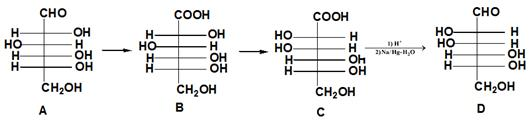 CHO COOH COOH CHO
H OH H OH HO H HO H
HO H HO H HO H 1) H⁺ HO H
H OH H OH H OH 2)Na/Hg-H₂O H OH
H OH H OH H OH H OH
CH₂OH CH₂OH CH₂OH CH₂OH
A B C D